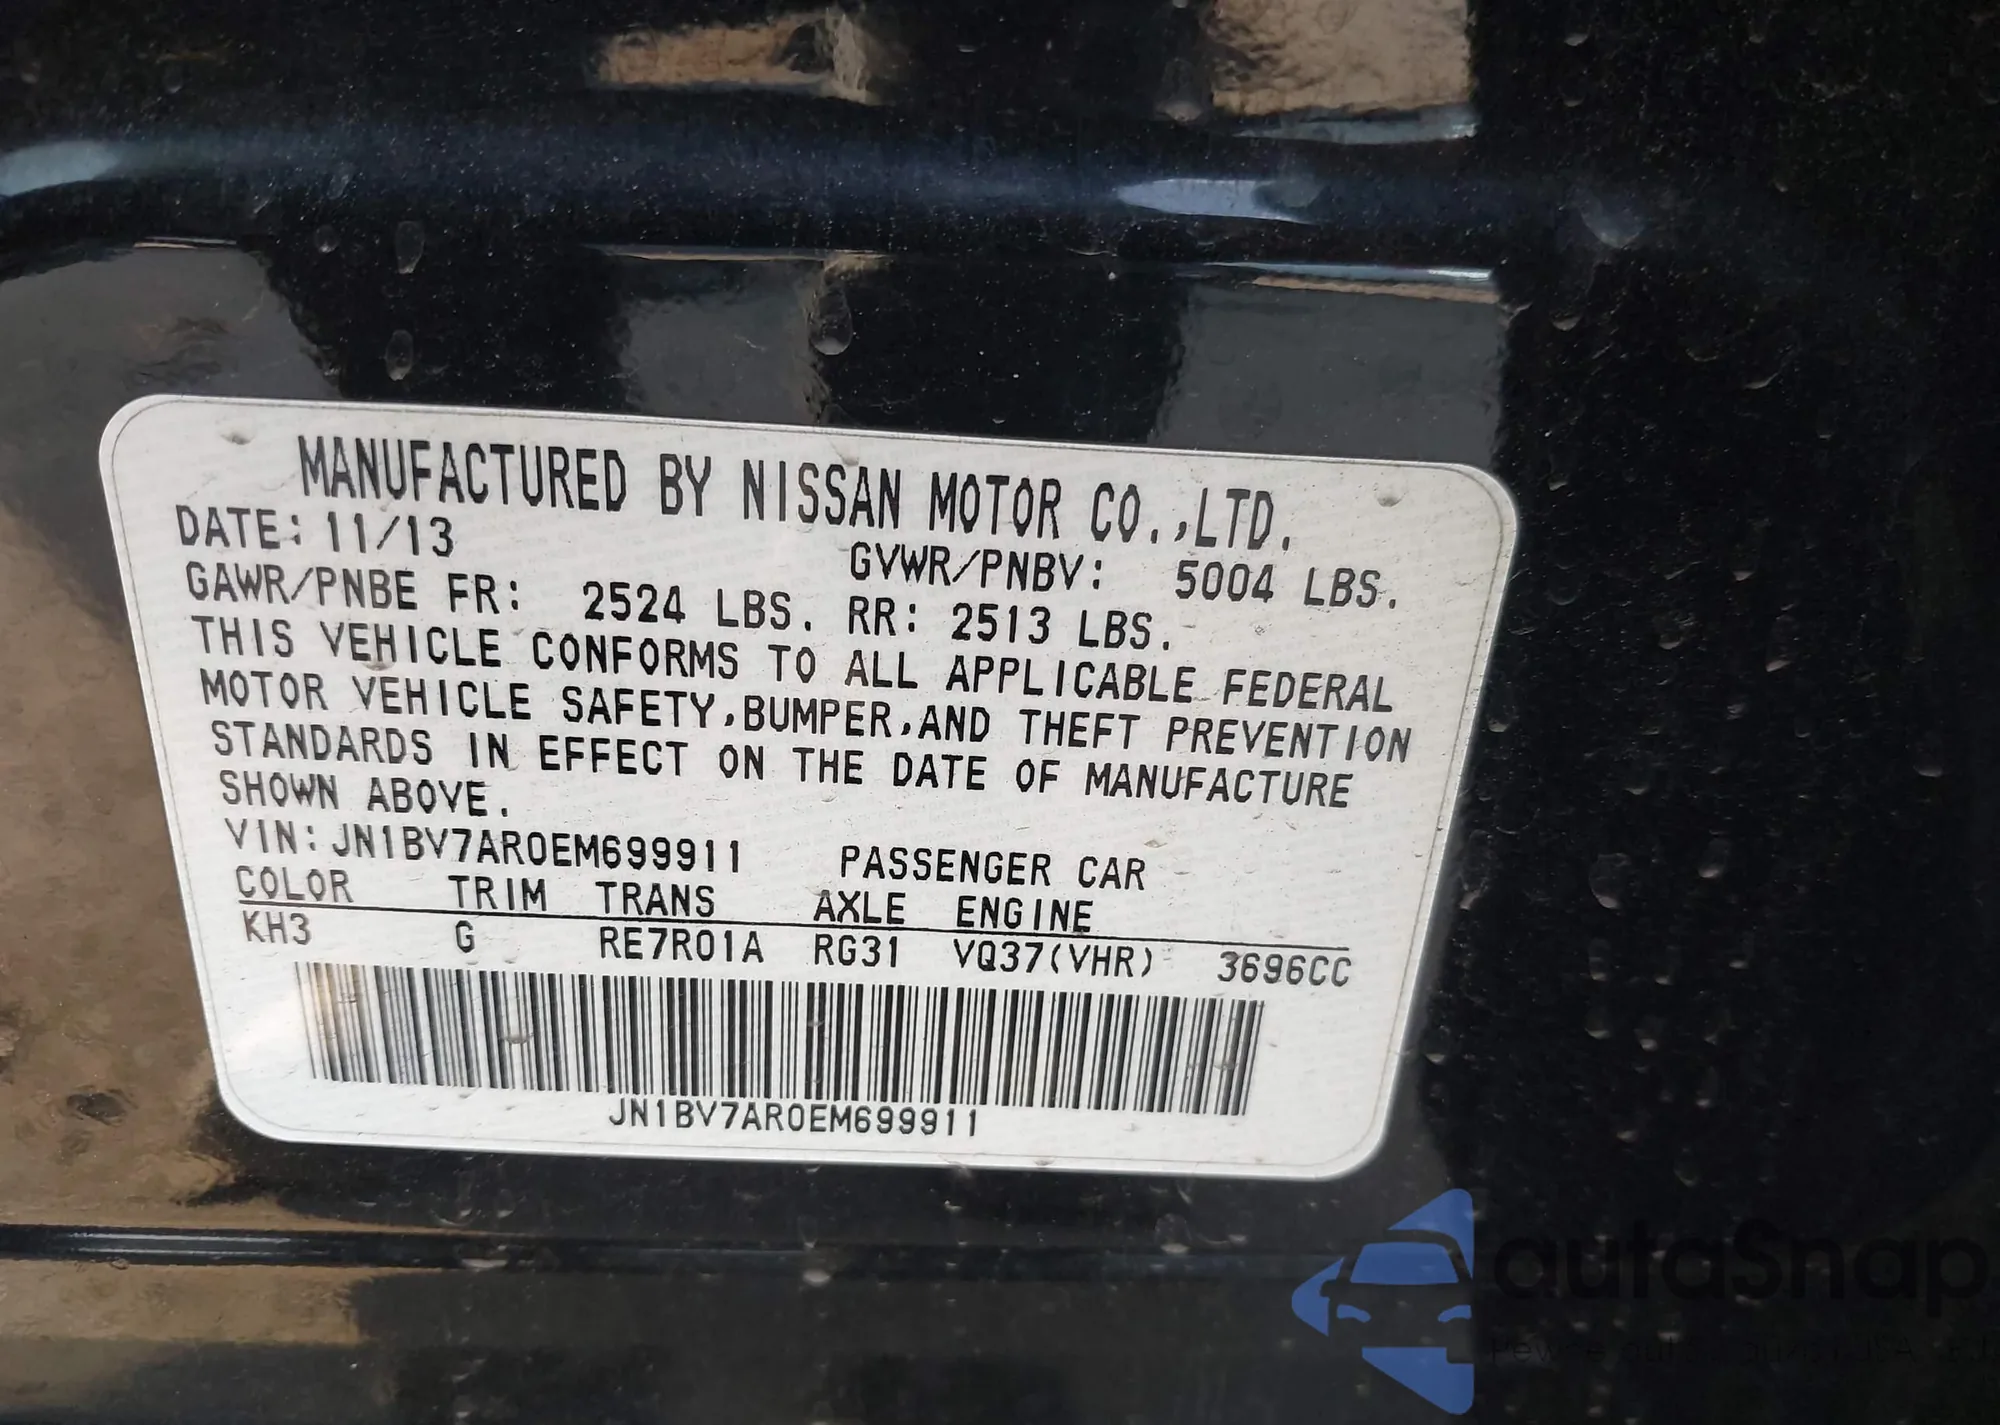 MANUFACTURED BY NISSAN MOTOR CO.,LTD.
DATE: 11/13 GVWR/PNBV: 5004 LBS.
GAWR/PNBE FR: 2524 LBS. RR: 2513 LBS.
THIS VEHICLE CONFORMS TO ALL APPLICABLE FEDERAL
MOTOR VEHICLE SAFETY,BUMPER,AND THEFT PREVENTION
STANDARDS IN EFFECT ON THE DATE OF MANUFACTURE
SHOWN ABOVE.
VIN: JN1BV7AR0EM699911 PASSENGER CAR
COLOR TRIM TRANS AXLE ENGINE
KH3 G RE7R01A RG31 VQ37(VHR) 3696CC
JN1BV7AR0EM699911
autaSnap